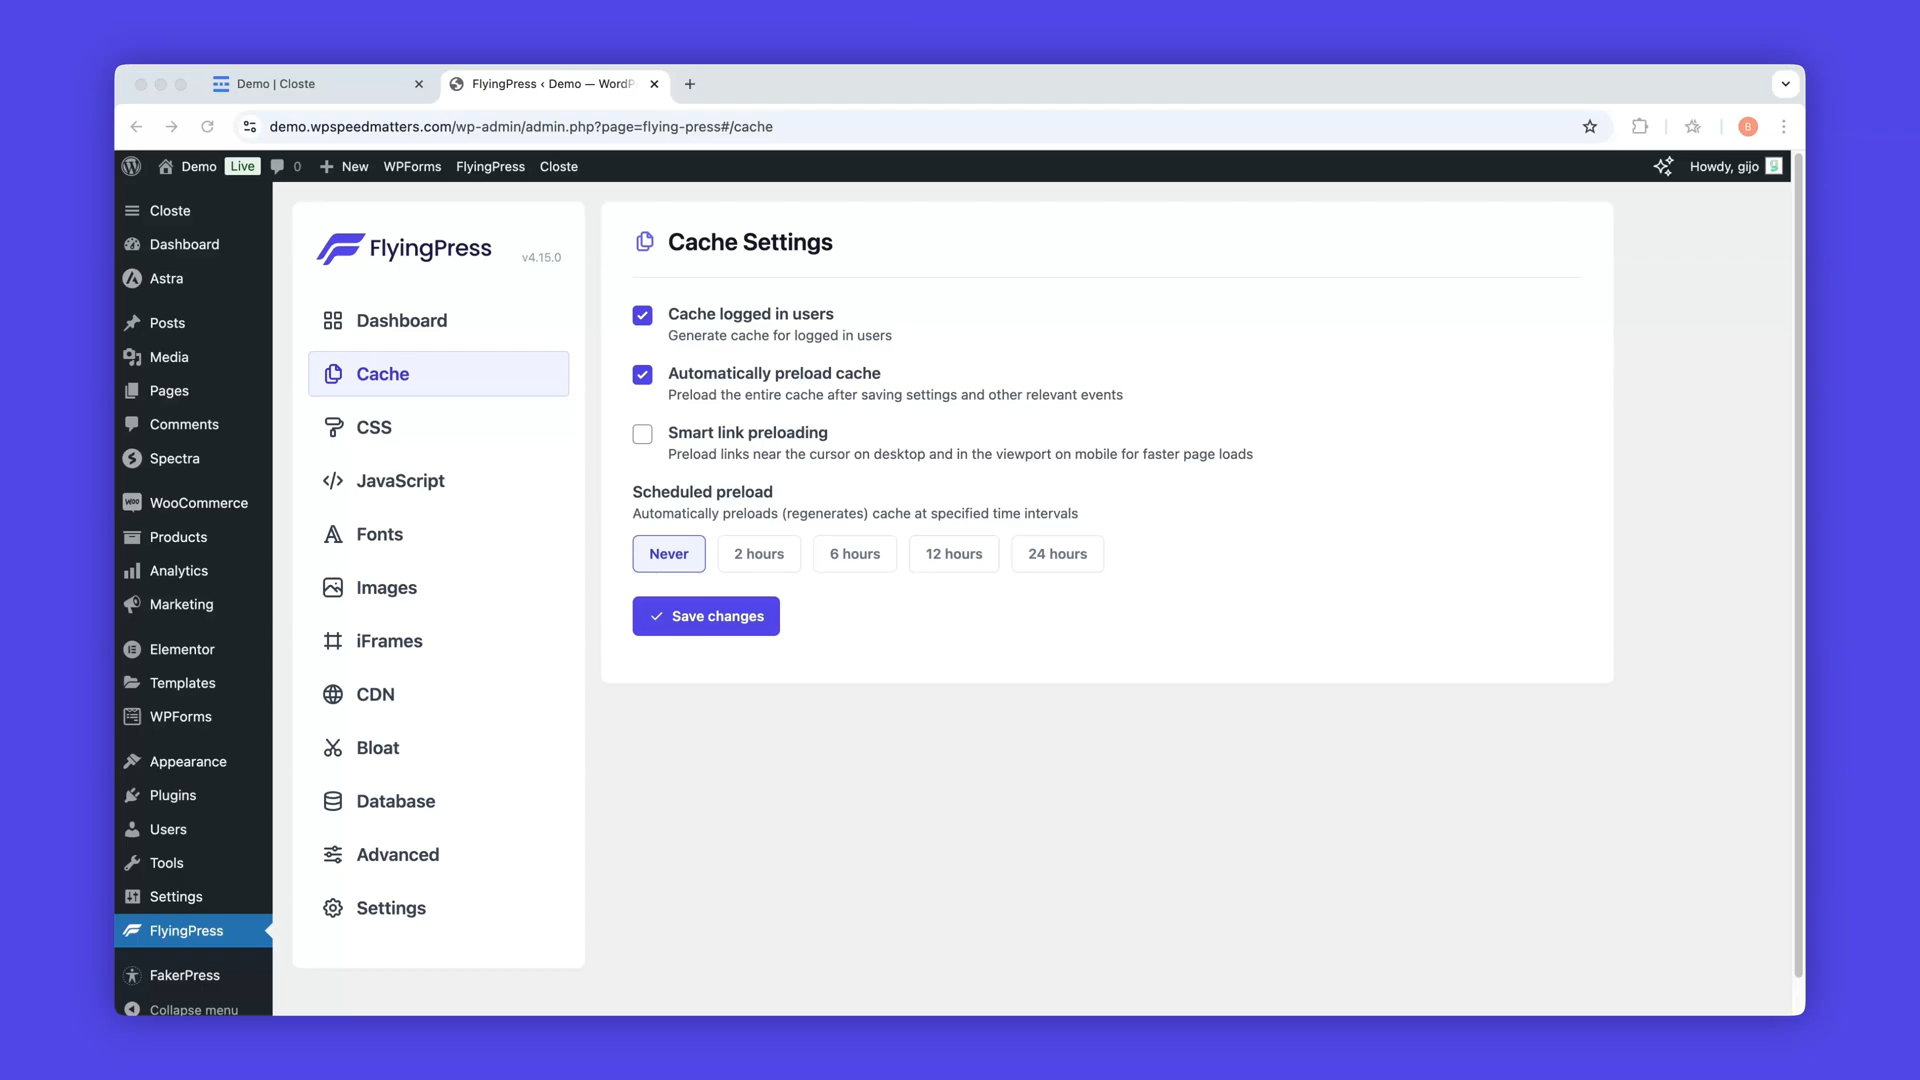 Demo | Closte
FlyingPress ‹ Demo — WordP
demo.wpspeedmatters.com/wp-admin/admin.php?page=flying-press#/cache
B
Demo
Live
0
New
WPForms
FlyingPress
Closte
Howdy, gijo
Closte
Dashboard
Astra
Posts
Media
Pages
Comments
Spectra
WooCommerce
Products
Analytics
Marketing
Elementor
Templates
WPForms
Appearance
Plugins
Users
Tools
Settings
FlyingPress
FakerPress
Collapse menu
FlyingPress
v4.15.0
Dashboard
Cache
CSS
JavaScript
Fonts
Images
iFrames
CDN
Bloat
Database
Advanced
Settings
Cache Settings
Cache logged in users
Generate cache for logged in users
Automatically preload cache
Preload the entire cache after saving settings and other relevant events
Smart link preloading
Preload links near the cursor on desktop and in the viewport on mobile for faster page loads
Scheduled preload
Automatically preloads (regenerates) cache at specified time intervals
Never
2 hours
6 hours
12 hours
24 hours
Save changes